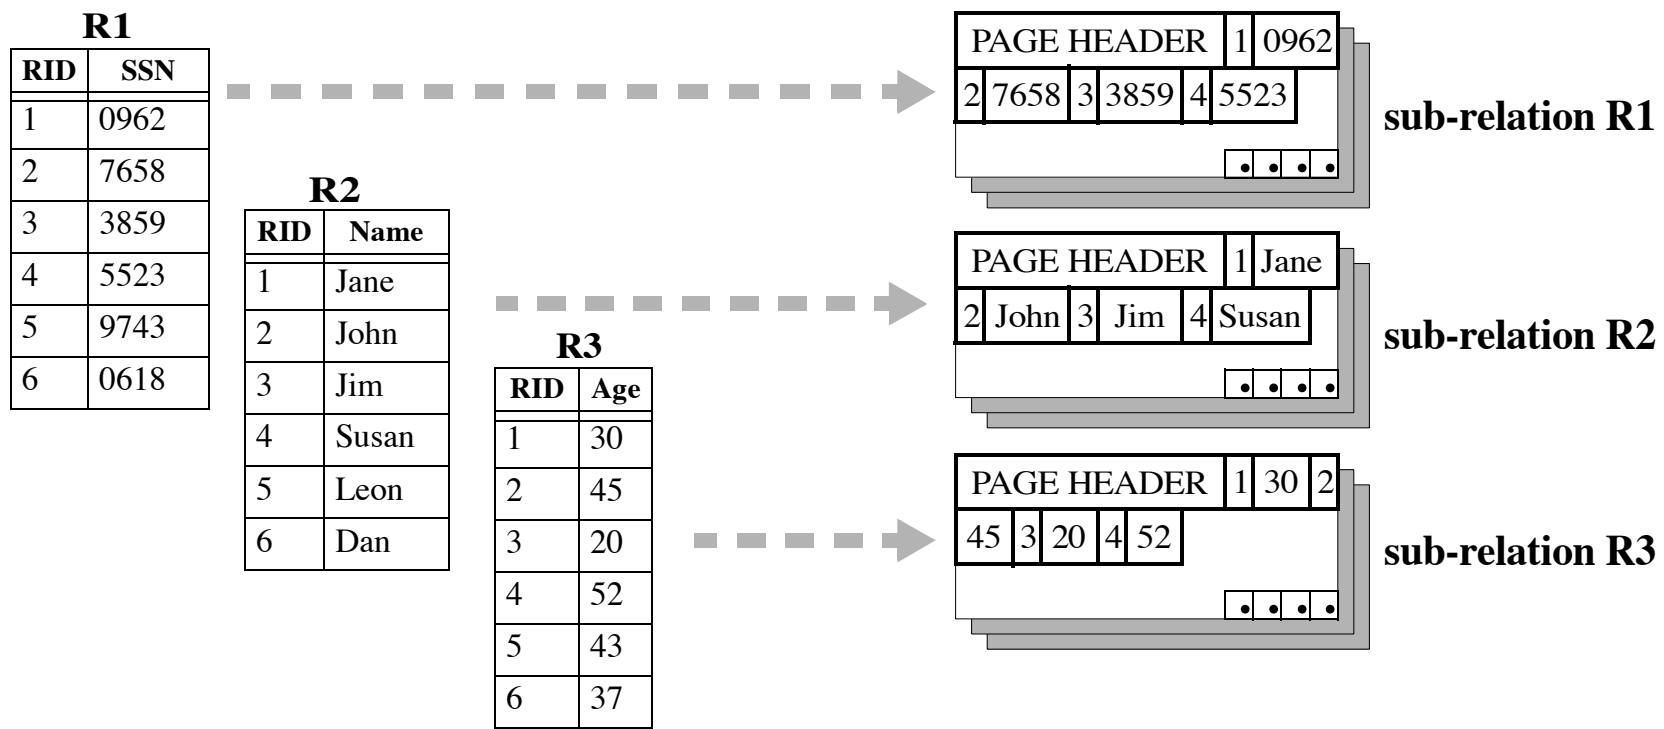 R1
RID SSN
1 0962
2 7658
3 3859
4 5523
5 9743
6 0618
R2
RID Name
1 Jane
2 John
3 Jim
4 Susan
5 Leon
6 Dan
R3
RID Age
1 30
2 45
3 20
4 52
5 43
6 37
PAGE HEADER 1 0962
2 7658 3 3859 4 5523
sub-relation R1
PAGE HEADER 1 Jane
2 John 3 Jim 4 Susan
sub-relation R2
PAGE HEADER 1 30 2
45 3 20 4 52
sub-relation R3